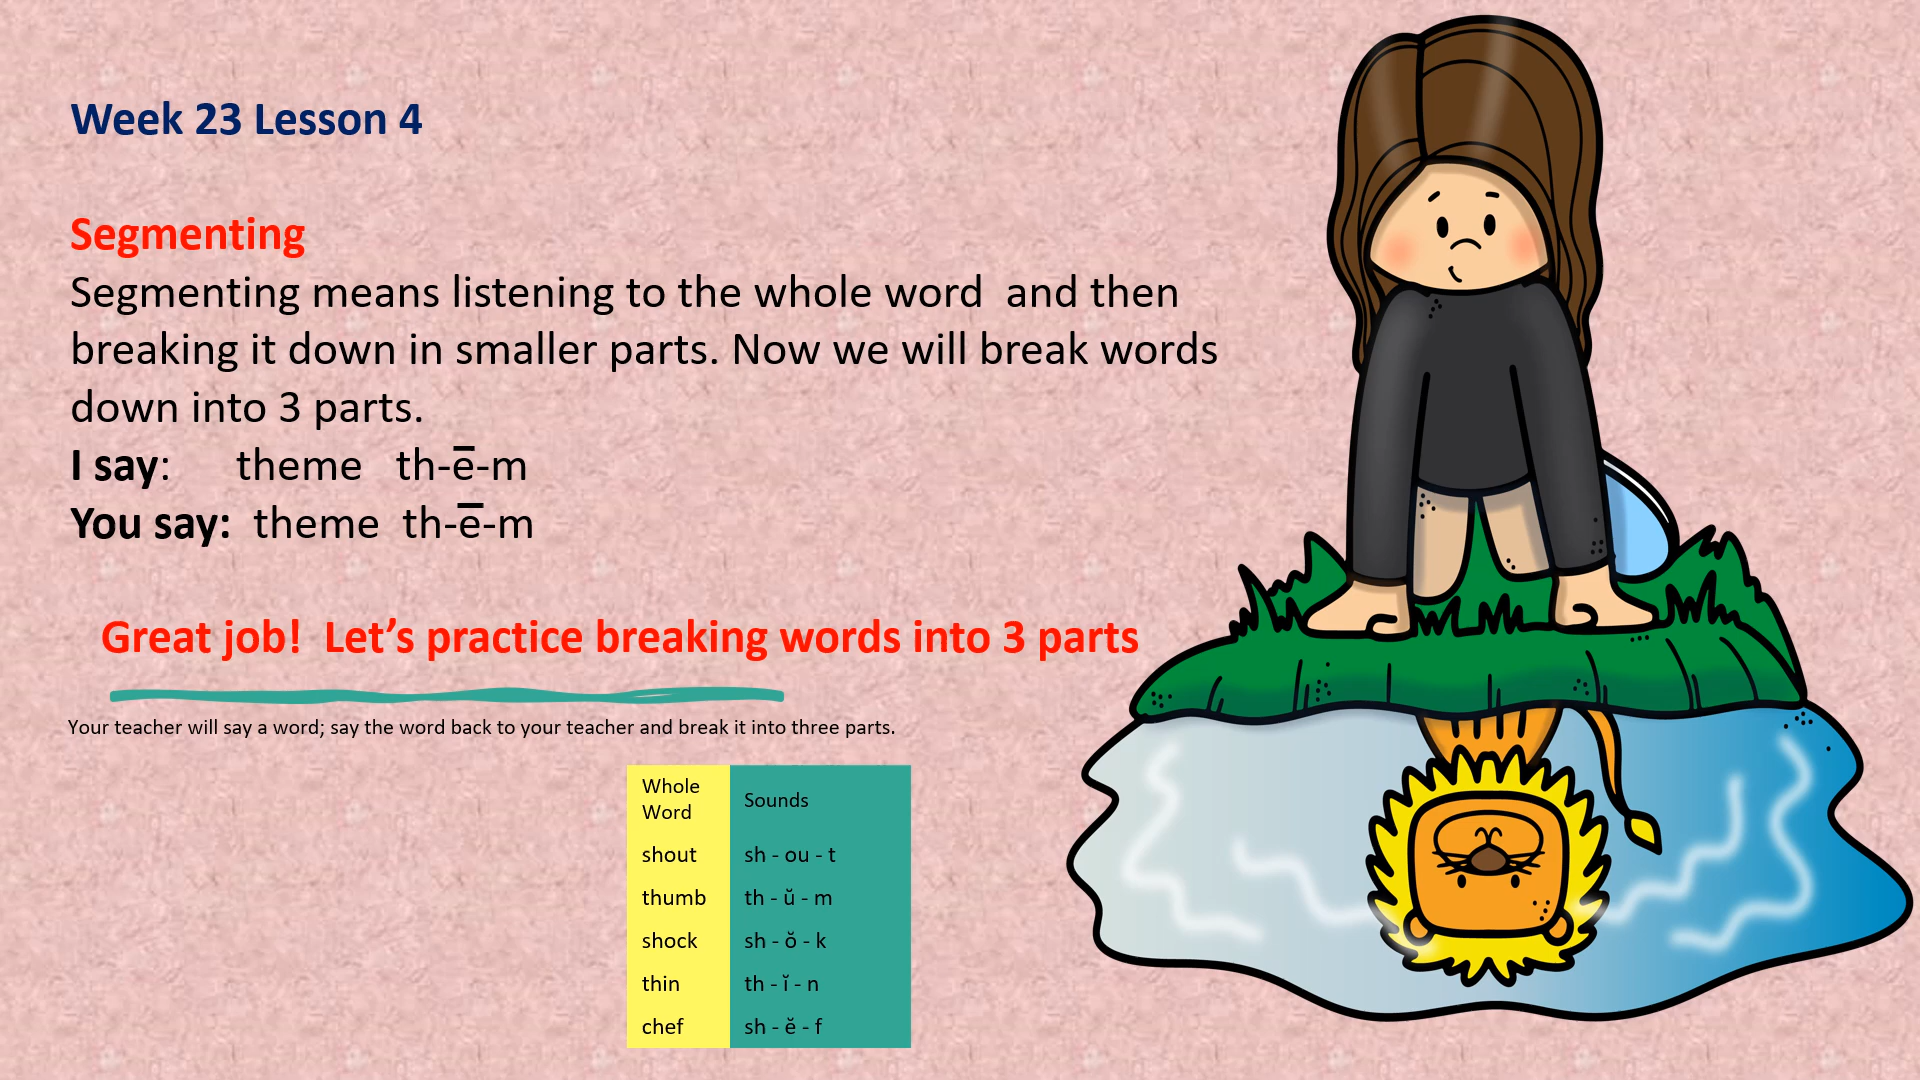 Week 23 Lesson 4
Segmenting
Segmenting means listening to the whole word  and then
breaking it down in smaller parts. Now we will break words
down into 3 parts.
I say:      theme   th-ē-m
You say:  theme  th-ē-m
Great job!  Let’s practice breaking words into 3 parts
Your teacher will say a word; say the word back to your teacher and break it into three parts.
Whole Word Sounds
shout sh - ou - t
thumb th - ŭ - m
shock sh - ŏ - k
thin th - ĭ - n
chef sh - ĕ - f